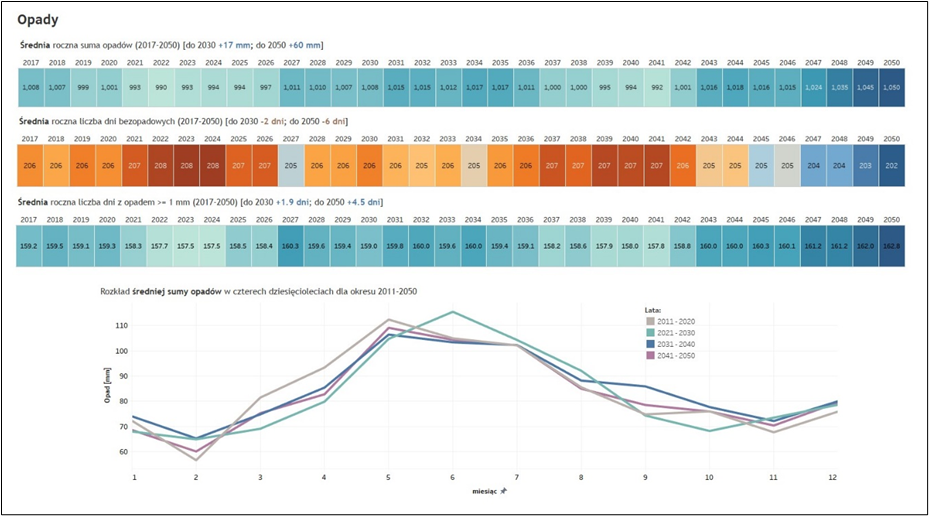 Opady
Średnia roczna suma opadów (2017-2050) [do 2030 +17 mm; do 2050 +60 mm]
2017 2018 2019 2020 2021 2022 2023 2024 2025 2026 2027 2028 2029 2030 2031 2032 2033 2034 2035 2036 2037 2038 2039 2040 2041 2042 2043 2044 2045 2046 2047 2048 2049 2050
1,008 1,007 999 1,001 993 990 993 994 994 997 1,011 1,010 1,007 1,008 1,015 1,015 1,012 1,017 1,017 1,011 1,000 1,000 995 994 992 1,001 1,016 1,018 1,016 1,015 1,024 1,035 1,045 1,050
Średnia roczna liczba dni bezopadowych (2017-2050) [do 2030 -2 dni; do 2050 -6 dni]
2017 2018 2019 2020 2021 2022 2023 2024 2025 2026 2027 2028 2029 2030 2031 2032 2033 2034 2035 2036 2037 2038 2039 2040 2041 2042 2043 2044 2045 2046 2047 2048 2049 2050
206 206 206 206 207 208 208 208 207 207 205 206 206 206 206 205 206 205 206 206 207 207 207 207 207 206 205 205 205 205 204 204 203 202
Średnia roczna liczba dni z opadem >= 1 mm (2017-2050) [do 2030 +1.9 dni; do 2050 +4.5 dni]
2017 2018 2019 2020 2021 2022 2023 2024 2025 2026 2027 2028 2029 2030 2031 2032 2033 2034 2035 2036 2037 2038 2039 2040 2041 2042 2043 2044 2045 2046 2047 2048 2049 2050
159.2 159.5 159.1 159.3 158.3 157.7 157.5 157.5 158.5 158.4 160.3 159.6 159.4 159.0 159.8 160.0 159.6 160.0 159.4 159.1 158.2 158.6 157.9 158.0 157.8 158.8 160.0 160.0 160.3 160.1 161.2 161.2 162.0 162.8
Rozkład średniej sumy opadów w czterech dziesięcioleciach dla okresu 2011-2050
Lata:
2011 - 2020
2021 - 2030
2031 - 2040
2041 - 2050
Opad [mm]
110
100
90
80
70
60
1 2 3 4 5 6 7 8 9 10 11 12
miesiąc